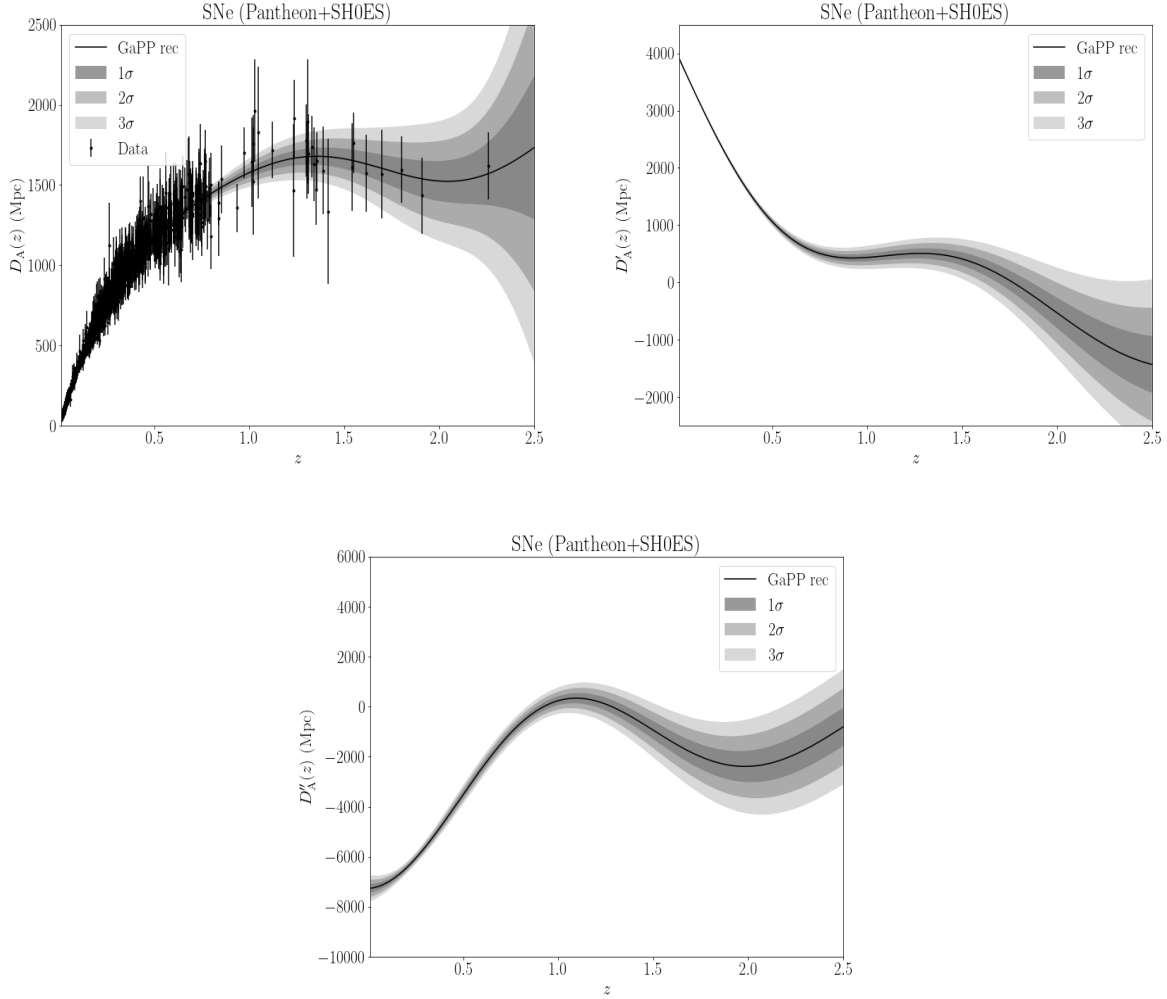 SNe (Pantheon+SH0ES)
2500
2000
1500
1000
500
0
D_A(z) (Mpc)
GaPP rec
1σ
2σ
3σ
Data
0.5
1.0
1.5
2.0
2.5
z
SNe (Pantheon+SH0ES)
4000
3000
2000
1000
0
−1000
−2000
D′_A(z) (Mpc)
GaPP rec
1σ
2σ
3σ
0.5
1.0
1.5
2.0
2.5
z
SNe (Pantheon+SH0ES)
6000
4000
2000
0
−2000
−4000
−6000
−8000
−10000
D″_A(z) (Mpc)
GaPP rec
1σ
2σ
3σ
0.5
1.0
1.5
2.0
2.5
z